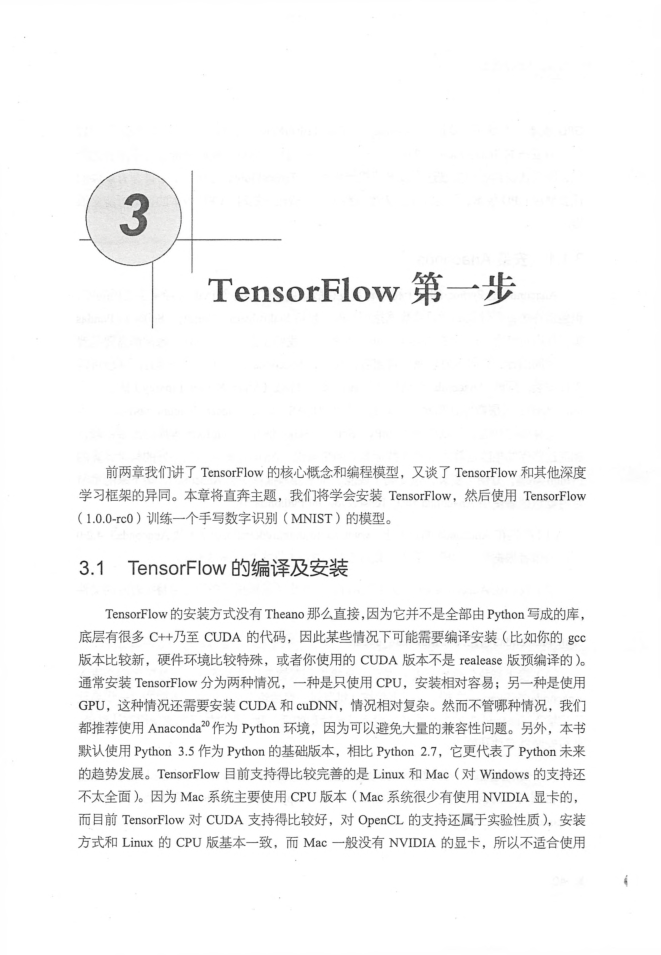 3
TensorFlow 第一步
前两章我们讲了 TensorFlow 的核心概念和编程模型，又谈了 TensorFlow 和其他深度
学习框架的异同。本章将直奔主题，我们将学会安装 TensorFlow，然后使用 TensorFlow
（1.0.0-rc0）训练一个手写数字识别（MNIST）的模型。
3.1 TensorFlow 的编译及安装
TensorFlow 的安装方式没有 Theano 那么直接，因为它并不是全部由 Python 写成的库，
底层有很多 C++乃至 CUDA 的代码，因此某些情况下可能需要编译安装（比如你的 gcc
版本比较新，硬件环境比较特殊，或者你使用的 CUDA 版本不是 realease 版预编译的）。
通常安装 TensorFlow 分为两种情况，一种是只使用 CPU，安装相对容易；另一种是使用
GPU，这种情况还需要安装 CUDA 和 cuDNN，情况相对复杂。然而不管哪种情况，我们
都推荐使用 Anaconda²⁰作为 Python 环境，因为可以避免大量的兼容性问题。另外，本书
默认使用 Python 3.5 作为 Python 的基础版本，相比 Python 2.7，它更代表了 Python 未来
的趋势发展。TensorFlow 目前支持得比较完善的是 Linux 和 Mac（对 Windows 的支持还
不太全面）。因为 Mac 系统主要使用 CPU 版本（Mac 系统很少有使用 NVIDIA 显卡的，
而目前 TensorFlow 对 CUDA 支持得比较好，对 OpenCL 的支持还属于实验性质），安装
方式和 Linux 的 CPU 版基本一致，而 Mac 一般没有 NVIDIA 的显卡，所以不适合使用